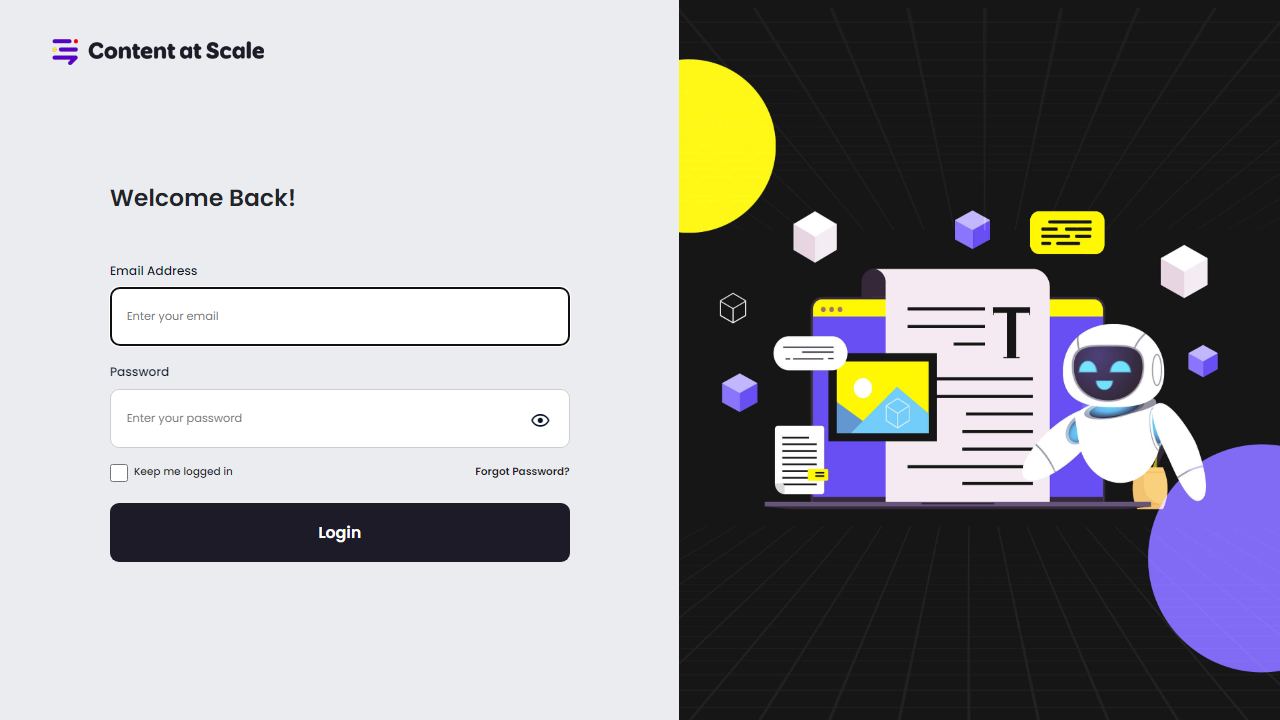 Content at Scale
Welcome Back!
Email Address
Enter your email
Password
Enter your password
Keep me logged in
Forgot Password?
Login
T